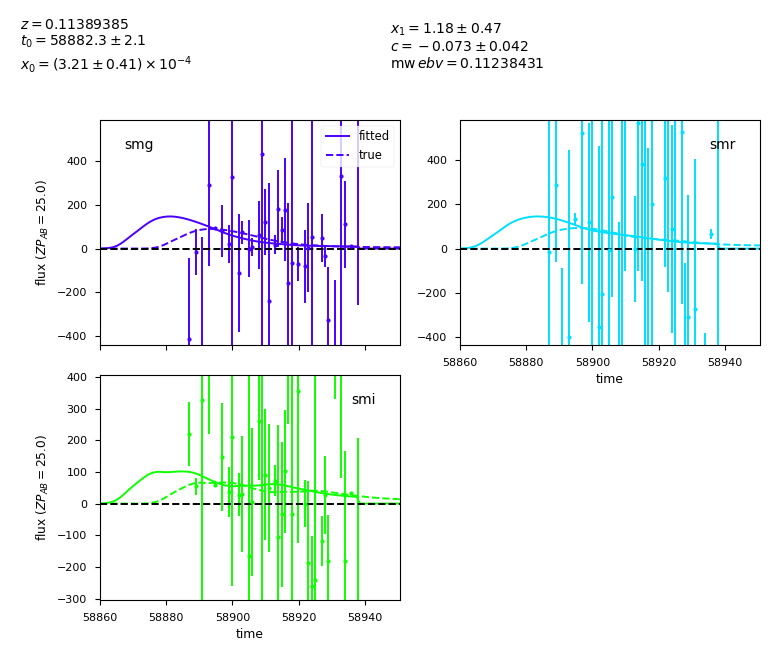 z = 0.11389385
t₀ = 58882.3 ± 2.1
x₀ = (3.21 ± 0.41) × 10⁻⁴
x₁ = 1.18 ± 0.47
c = −0.073 ± 0.042
mw ebv = 0.11238431
smg
fitted
true
400
200
0
−200
−400
flux (ZP_AB = 25.0)
smr
400
200
0
−200
−400
58860 58880 58900 58920 58940
time
smi
400
300
200
100
0
−100
−200
−300
flux (ZP_AB = 25.0)
58860 58880 58900 58920 58940
time